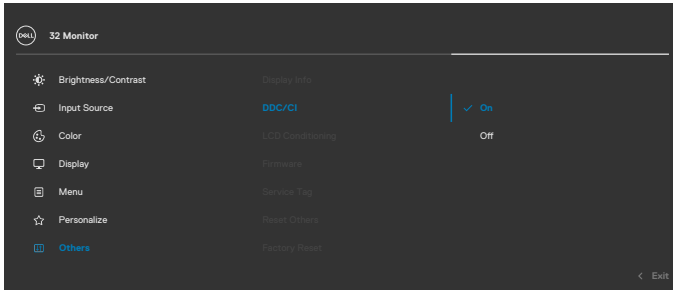 DELL 32 Monitor
Brightness/Contrast Display Info
Input Source DDC/CI ✓ On
Color LCD Conditioning Off
Display Firmware
Menu Service Tag
Personalize Reset Others
Others Factory Reset
< Exit